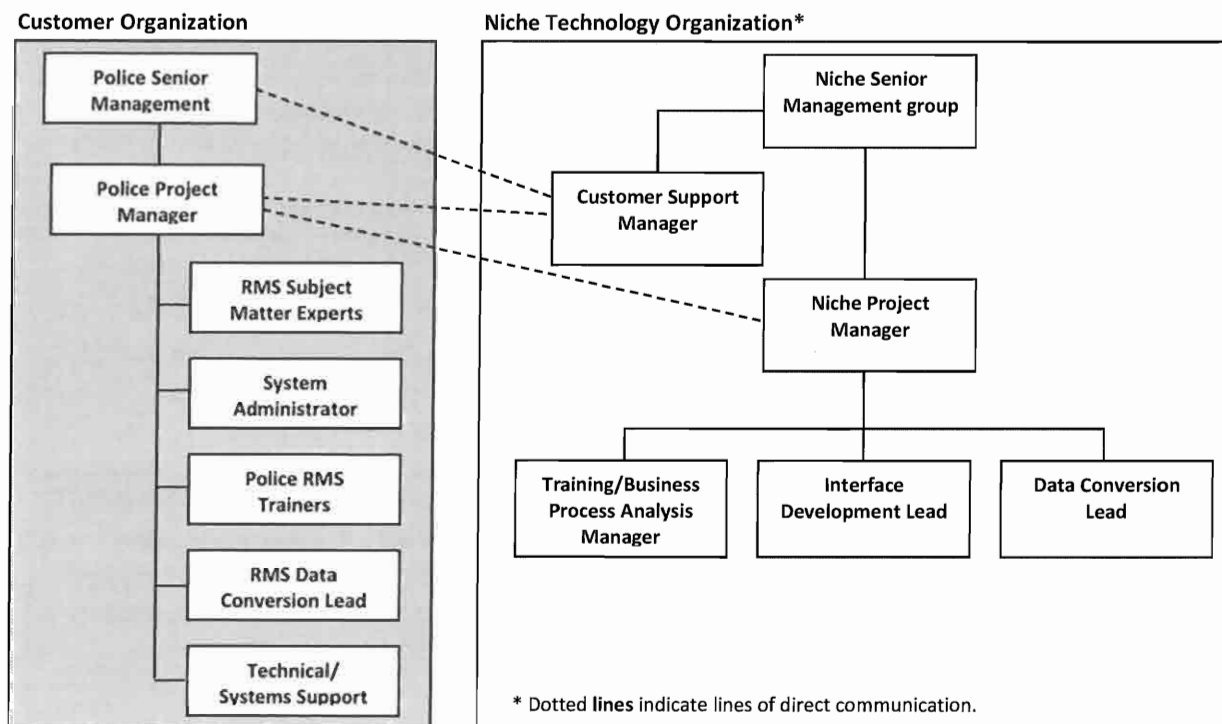 Customer Organization
Police Senior
Management
Police Project
Manager
RMS Subject
Matter Experts
System
Administrator
Police RMS
Trainers
RMS Data
Conversion Lead
Technical/
Systems Support
Niche Technology Organization*
Niche Senior
Management group
Customer Support
Manager
Niche Project
Manager
Training/Business
Process Analysis
Manager
Interface
Development Lead
Data Conversion
Lead
* Dotted lines indicate lines of direct communication.